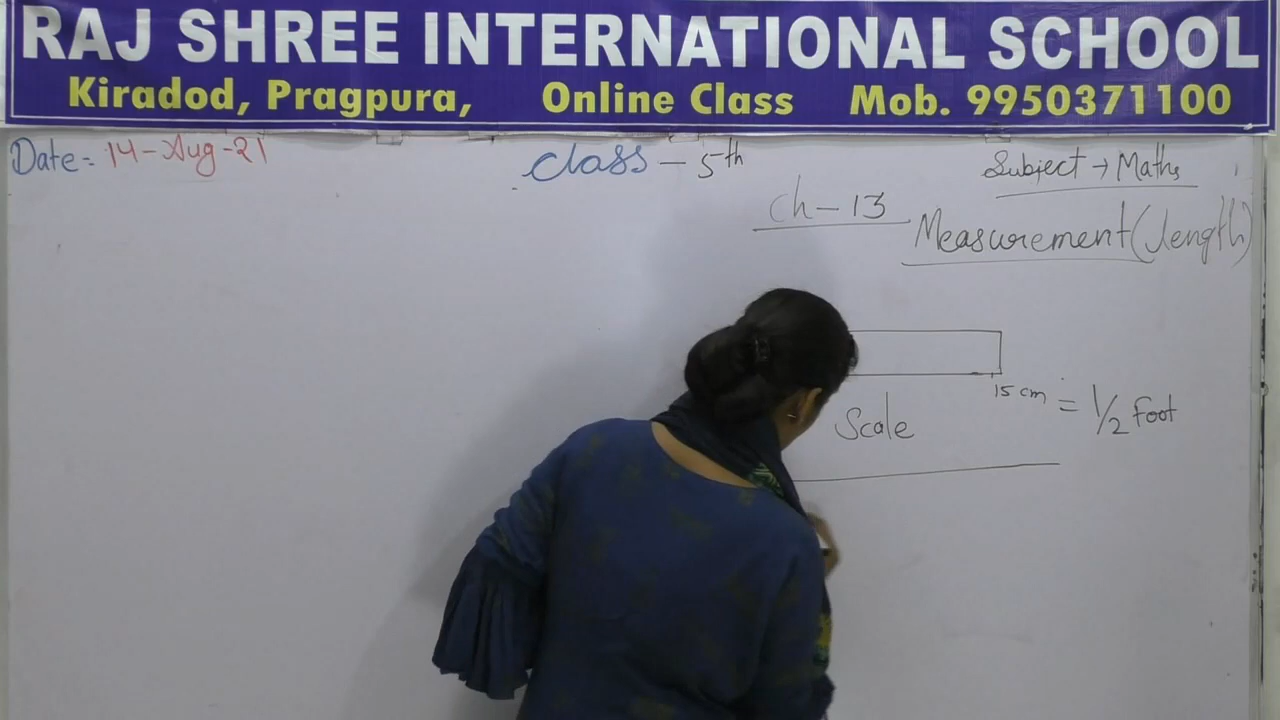 RAJ SHREE INTERNATIONAL SCHOOL
Kiradod, Pragpura, Online Class Mob. 9950371100
Date = 14-Aug-21 Class - 5th Subject → Maths
Ch-13
Measurement (length)
15 cm = 1/2 Foot
Scale